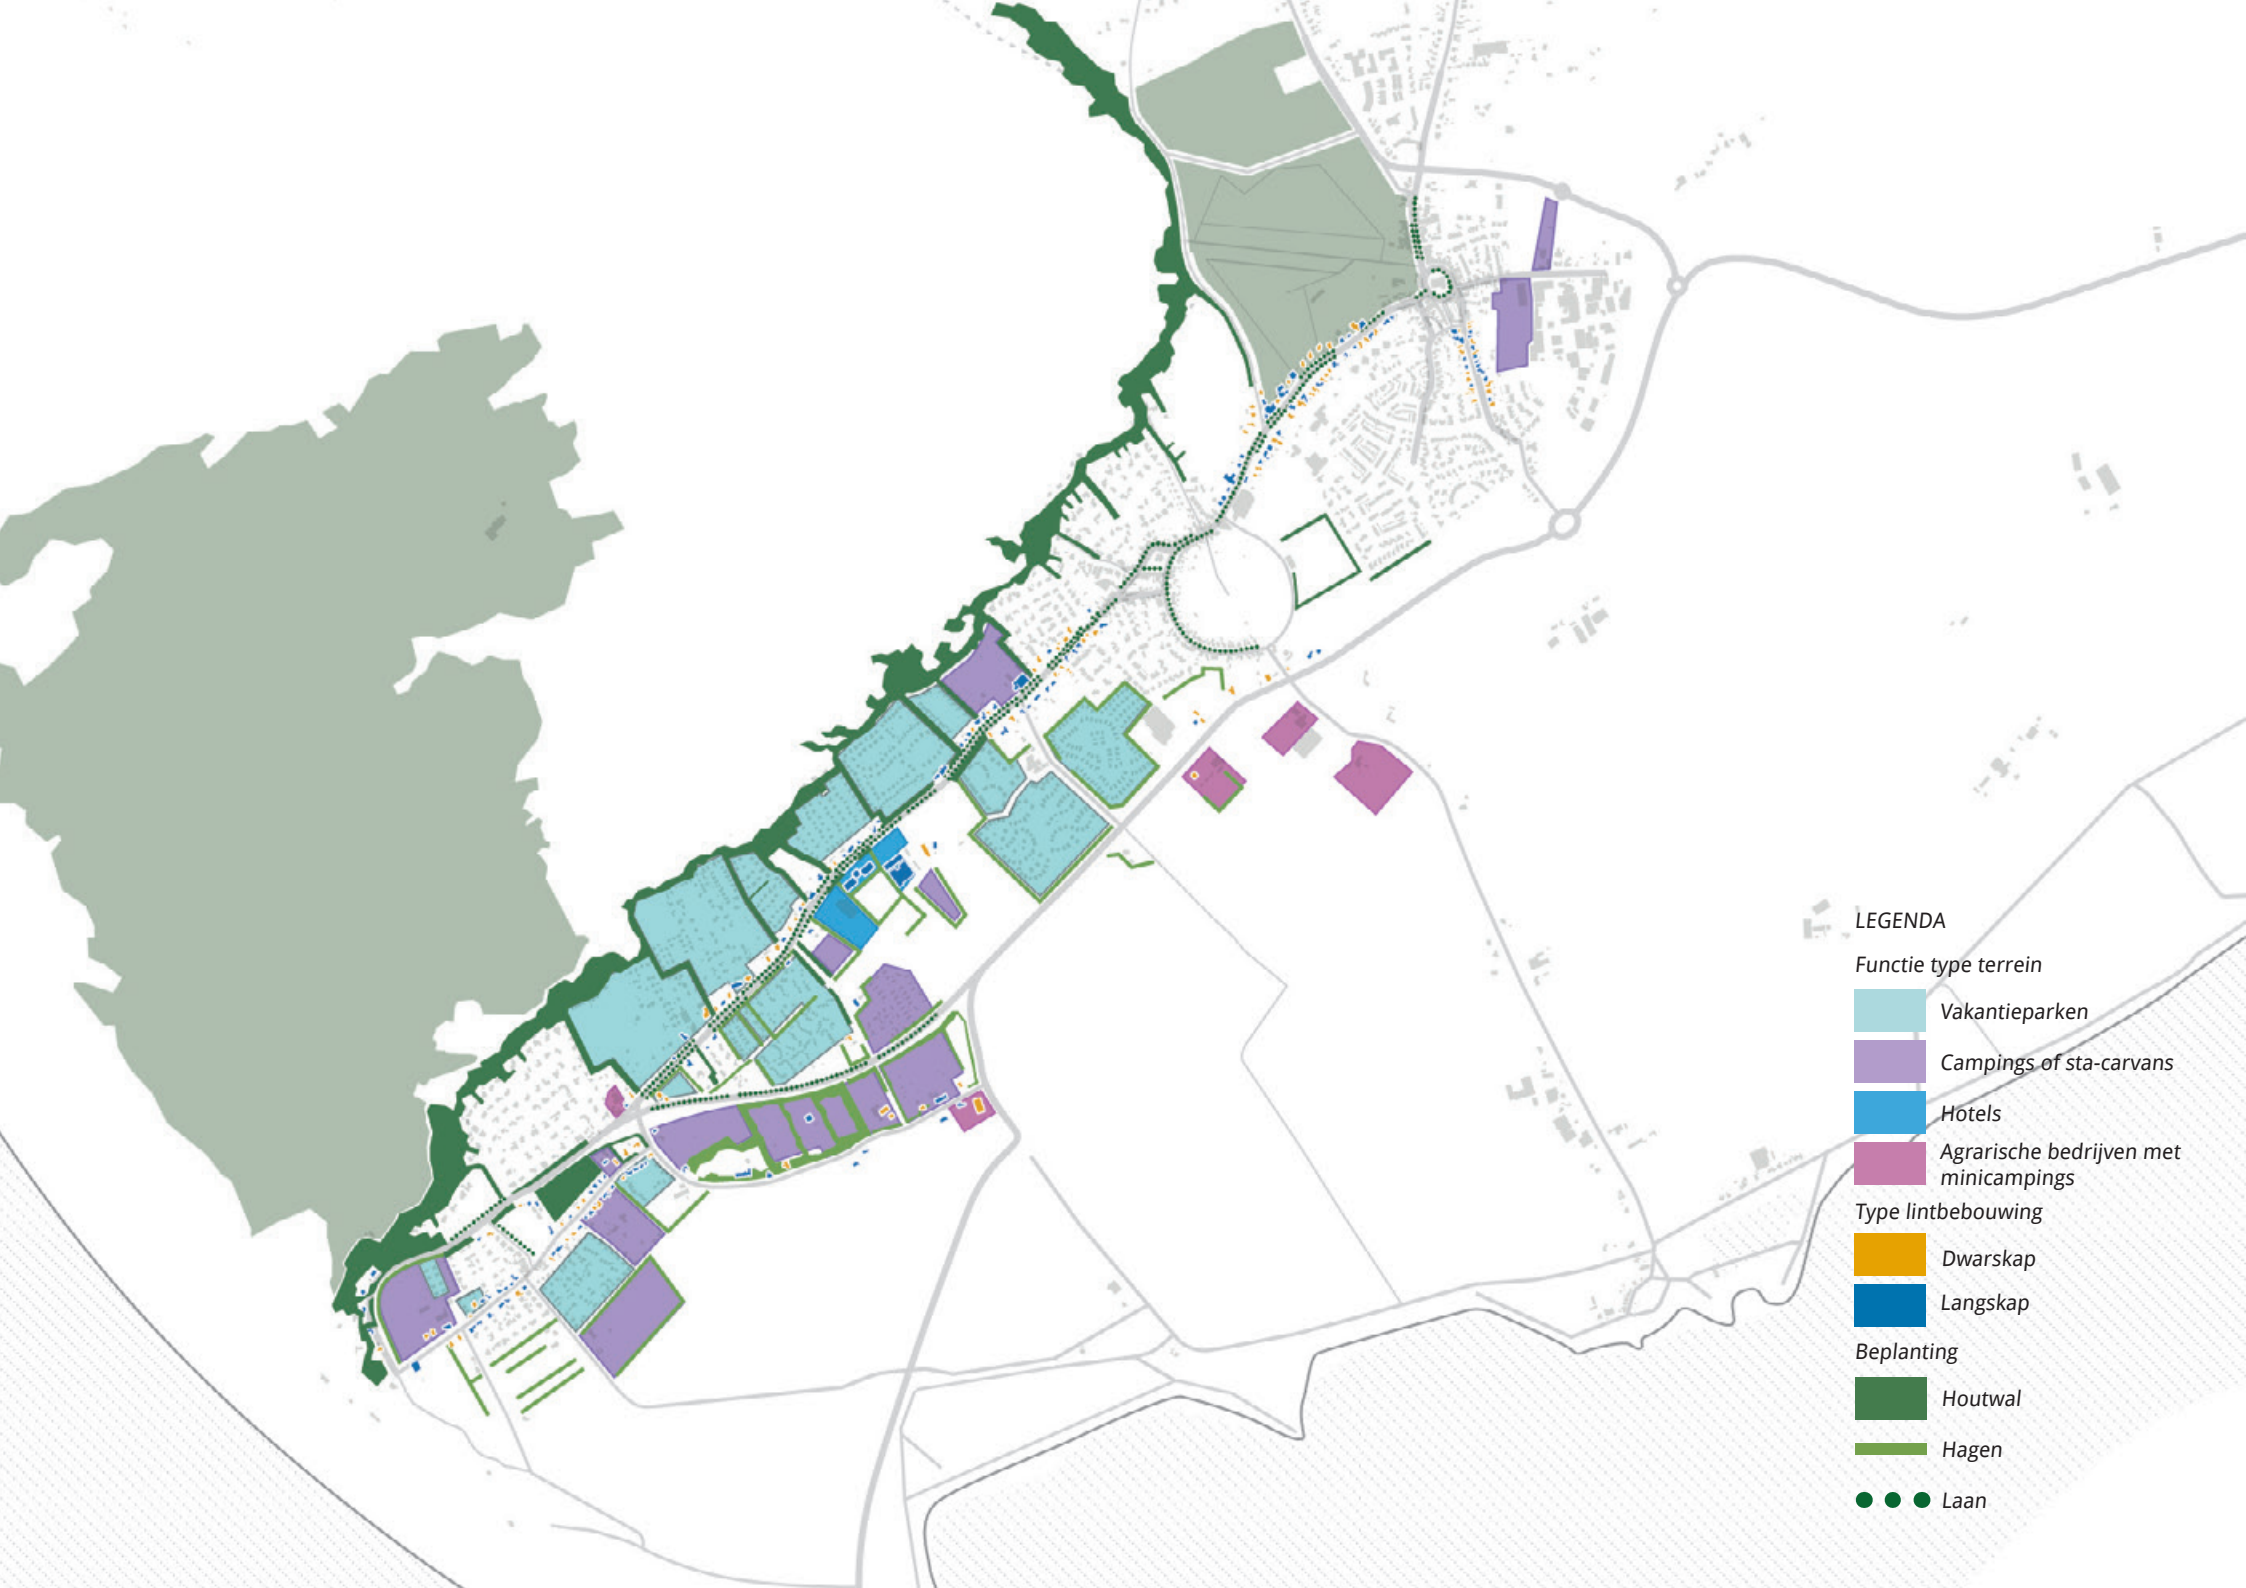 LEGENDA
Functie type terrein
Vakantieparken
Campings of sta-carvans
Hotels
Agrarische bedrijven met
minicampings
Type lintbebouwing
Dwarskap
Langskap
Beplanting
Houtwal
Hagen
Laan